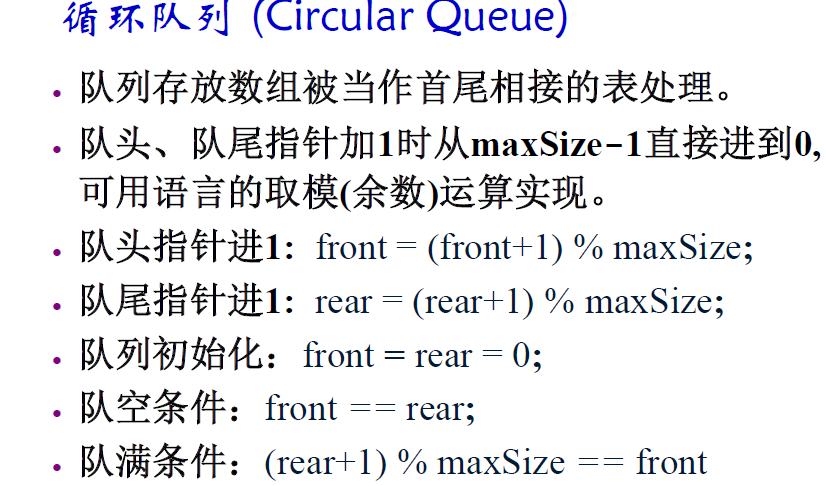 循环队列 (Circular Queue)
• 队列存放数组被当作首尾相接的表处理。
• 队头、队尾指针加1时从maxSize-1直接进到0,
可用语言的取模(余数)运算实现。
• 队头指针进1: front = (front+1) % maxSize;
• 队尾指针进1: rear = (rear+1) % maxSize;
• 队列初始化：front = rear = 0;
• 队空条件：front == rear;
• 队满条件：(rear+1) % maxSize == front